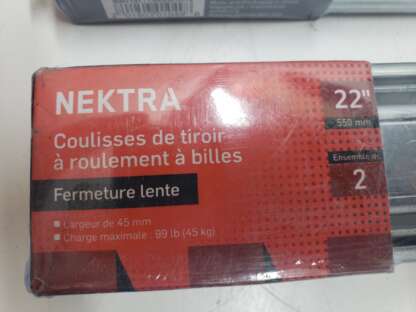 NEKTRA
Coulisses de tiroir
à roulement à billes
Fermeture lente
Largeur de 45 mm
Charge maximale : 99 lb (45 kg)
22"
550 mm
Ensemble de
2